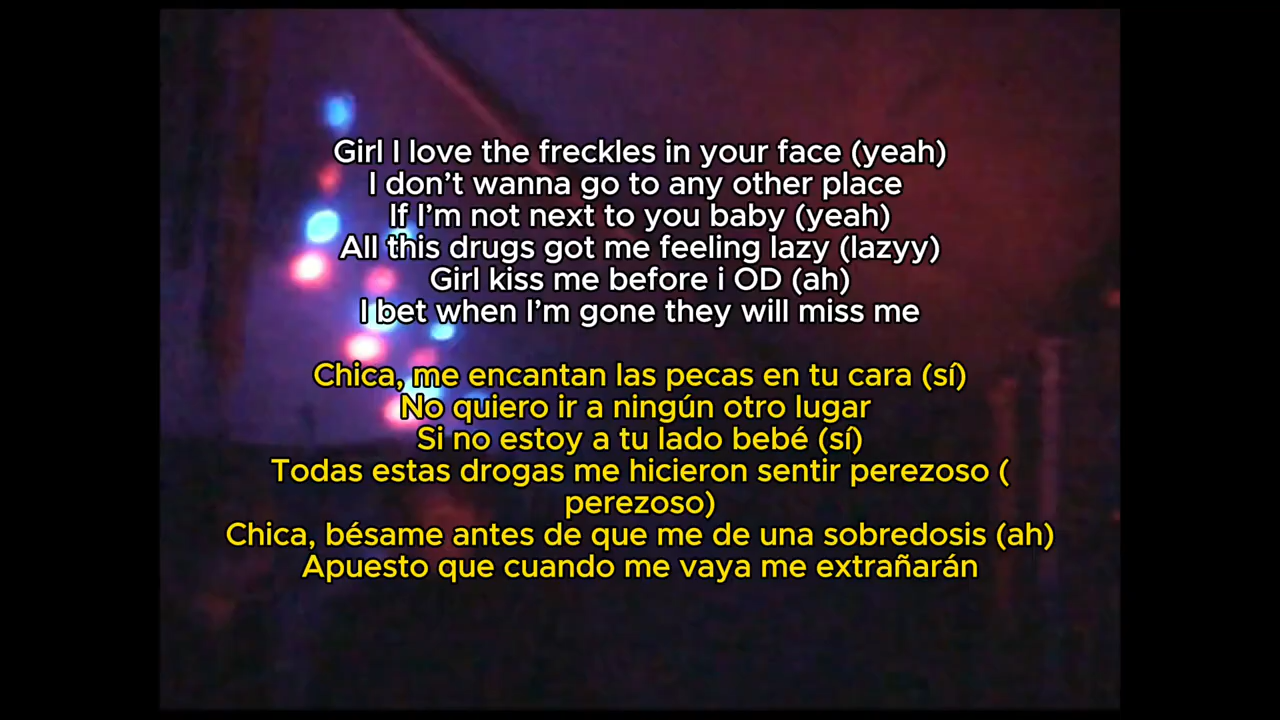 Girl I love the freckles in your face (yeah)
I don't wanna go to any other place
If I'm not next to you baby (yeah)
All this drugs got me feeling lazy (lazyy)
Girl kiss me before i OD (ah)
I bet when I'm gone they will miss me
Chica, me encantan las pecas en tu cara (sí)
No quiero ir a ningún otro lugar
Si no estoy a tu lado bebé (sí)
Todas estas drogas me hicieron sentir perezoso (
perezoso)
Chica, bésame antes de que me de una sobredosis (ah)
Apuesto que cuando me vaya me extrañarán